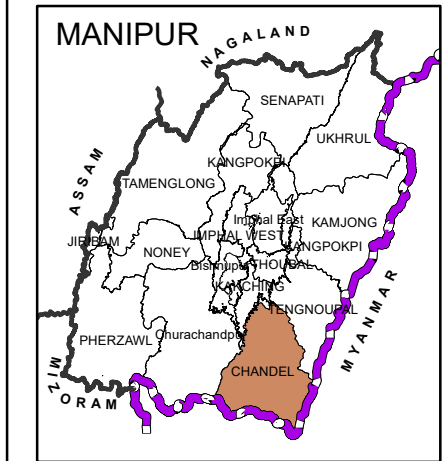 MANIPUR
NAGALAND
SENAPATI
UKHRUL
KANGPOKPI
TAMENGLONG
ASSAM
Imphal East
KAMJONG
JIRIBAM
IMPHAL WEST
KANGPOKPI
NONEY
Bishnupur
THOUBAL
KAKCHING
TENGNOUPAL
MYANMAR
Churachandpur
PHERZAWL
CHANDEL
MIZORAM